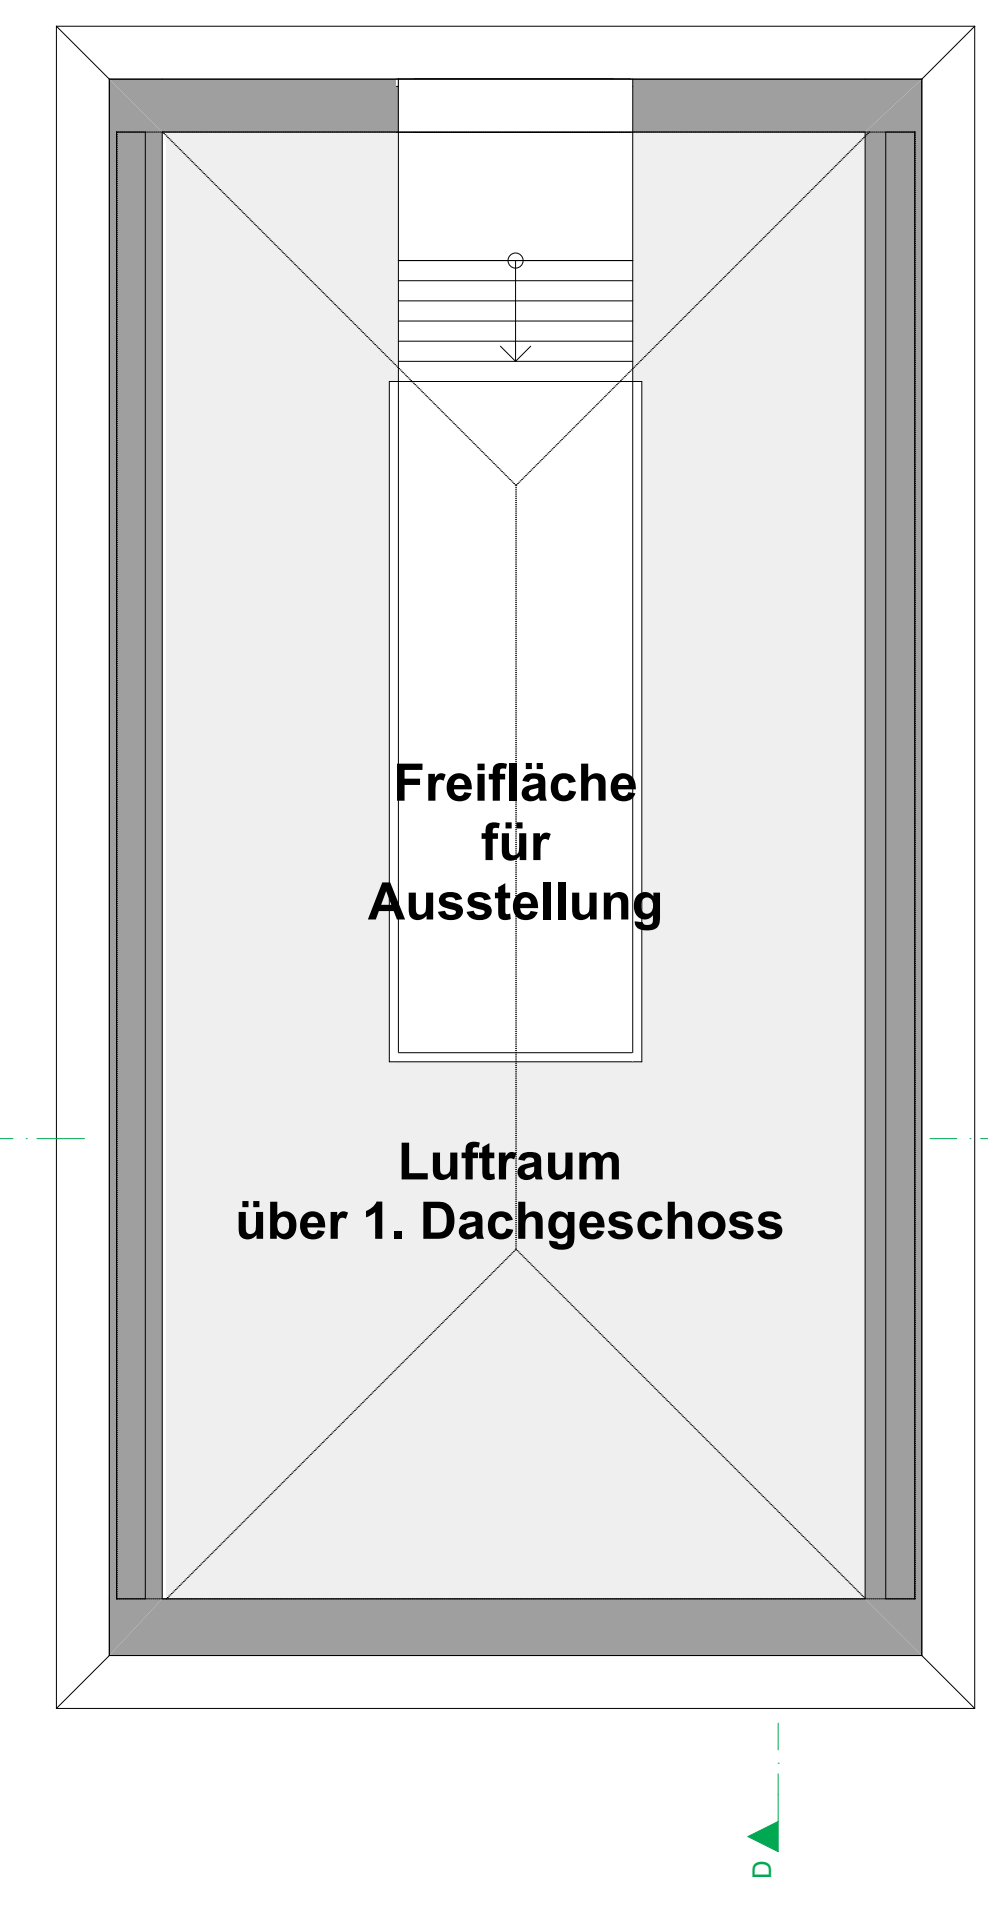 Freifläche
für
Ausstellung
Luftraum
über 1. Dachgeschoss
D